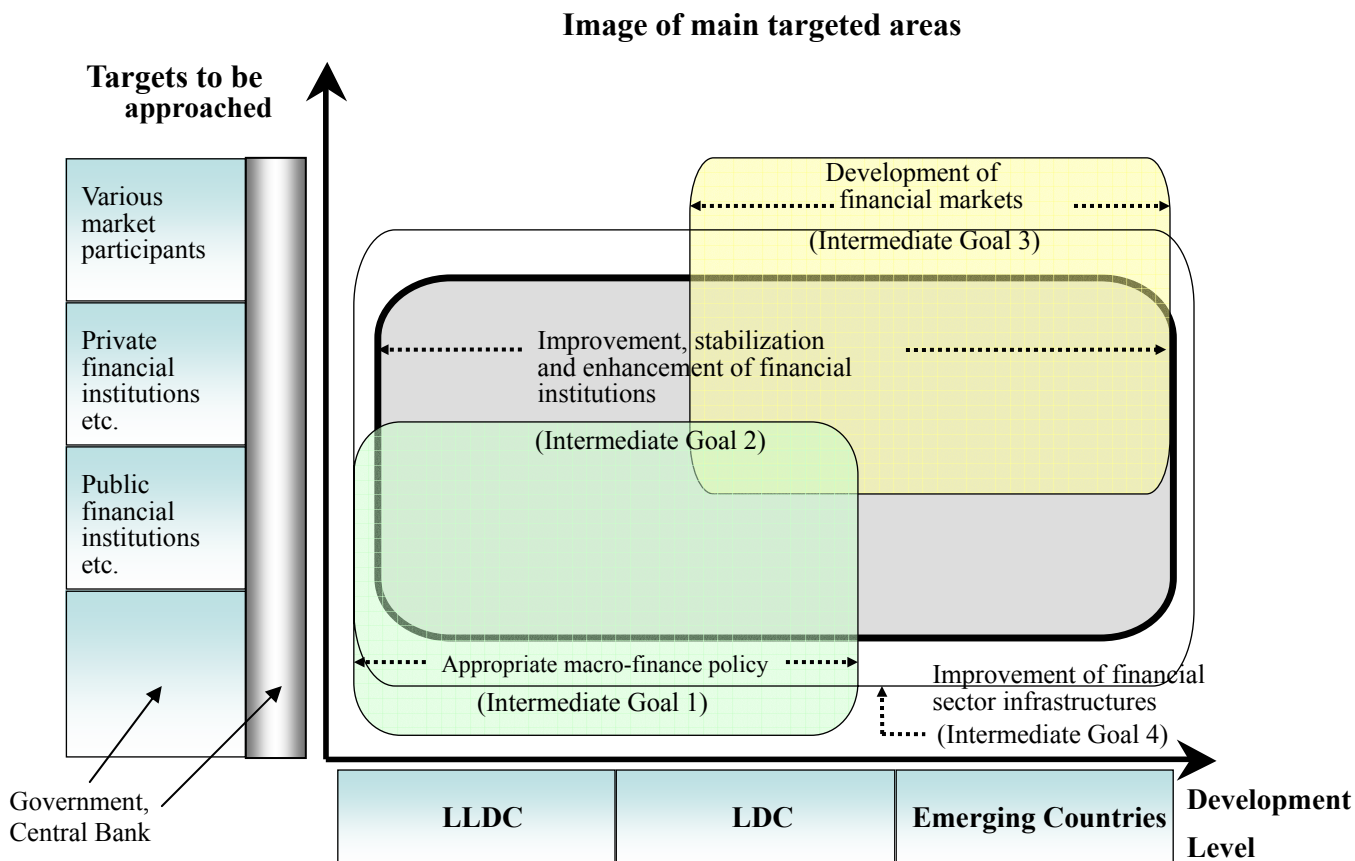 Image of main targeted areas
Targets to be
approached
Various
market
participants
Private
financial
institutions
etc.
Public
financial
institutions
etc.
Government,
Central Bank
Development of
financial markets
(Intermediate Goal 3)
Improvement, stabilization
and enhancement of financial
institutions
(Intermediate Goal 2)
Appropriate macro-finance policy
(Intermediate Goal 1)
Improvement of financial
sector infrastructures
(Intermediate Goal 4)
LLDC
LDC
Emerging Countries
Development
Level